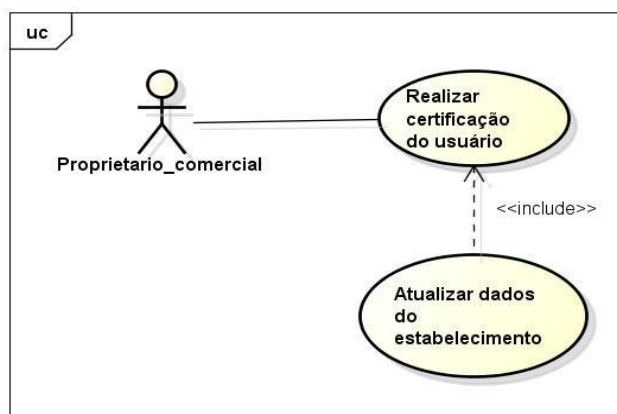 uc
Realizar
certificação
do usuário
Proprietario_comercial
<<include>>
Atualizar dados
do
estabelecimento